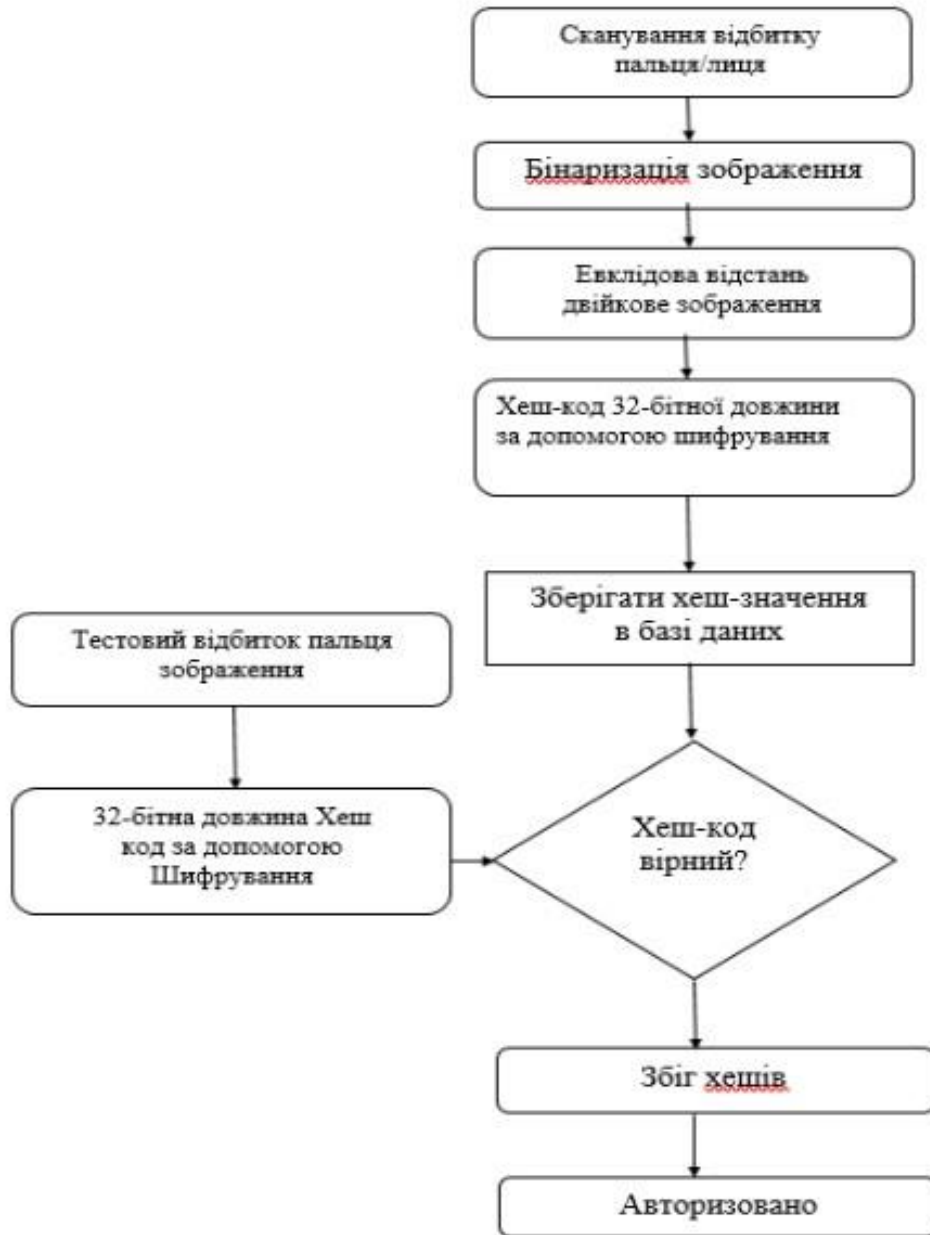 Сканування відбитку
пальця/лиця
Бінаризація зображення
Евклідова відстань
двійкове зображення
Хеш-код 32-бітної довжини
за допомогою шифрування
Зберігати хеш-значення
в базі даних
Тестовий відбиток пальця
зображення
32-бітна довжина Хеш
код за допомогою
Шифрування
Хеш-код
вірний?
Збіг хешів
Авторизовано